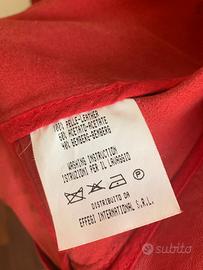 100% PELLE-LEATHER
60% ACETATO-ACETATE
40% BEMBERG-BEMBERG
WASHING INSTRUCTION
ISTRUZIONI PER IL LAVAGGIO
DISTRIBUITO DA
EFFEGI INTERNATIONAL S.R.L.
subito